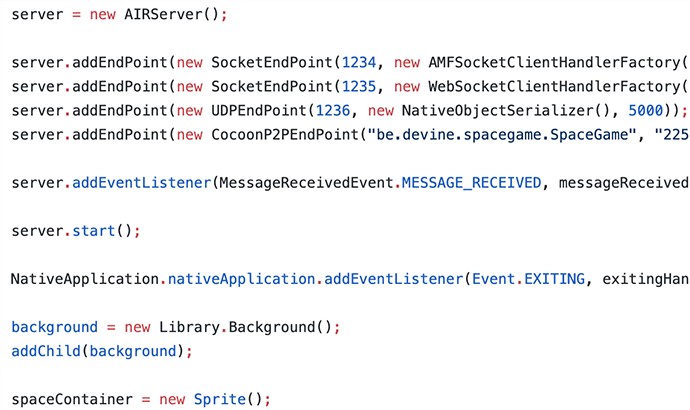 server = new AIRServer();
server.addEndPoint(new SocketEndPoint(1234, new AMFSocketClientHandlerFactory(
server.addEndPoint(new SocketEndPoint(1235, new WebSocketClientHandlerFactory(
server.addEndPoint(new UDPEndPoint(1236, new NativeObjectSerializer(), 5000));
server.addEndPoint(new CocoonP2PEndPoint("be.devine.spacegame.SpaceGame", "225
server.addEventListener(MessageReceivedEvent.MESSAGE_RECEIVED, messageReceived
server.start();
NativeApplication.nativeApplication.addEventListener(Event.EXITING, exitingHan
background = new Library.Background();
addChild(background);
spaceContainer = new Sprite();